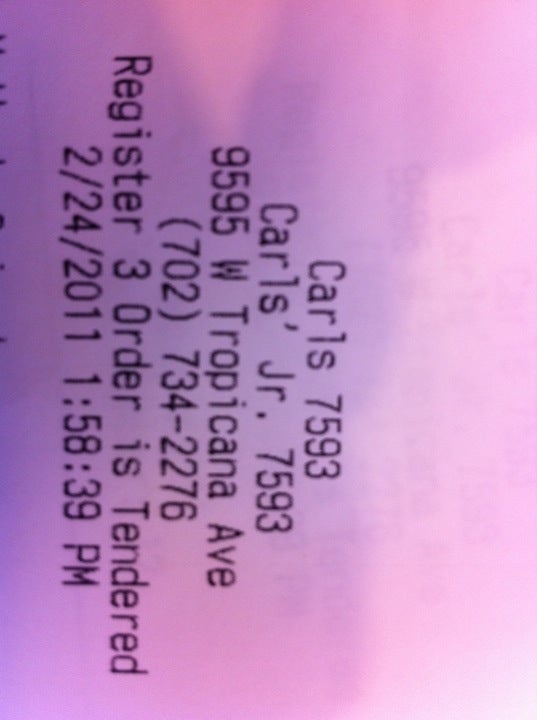 Carls 7593
Carls' Jr. 7593
9595 W Tropicana Ave
(702) 734-2276
Register 3 Order is Tendered
2/24/2011 1:58:39 PM